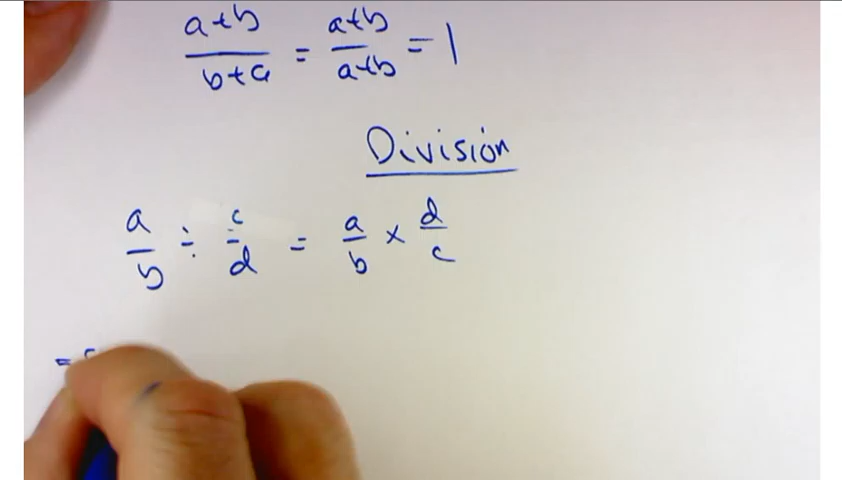 a+b/b+a = a+b/a+b = 1
Division
a/b ÷ c/d = a/b × d/c
=